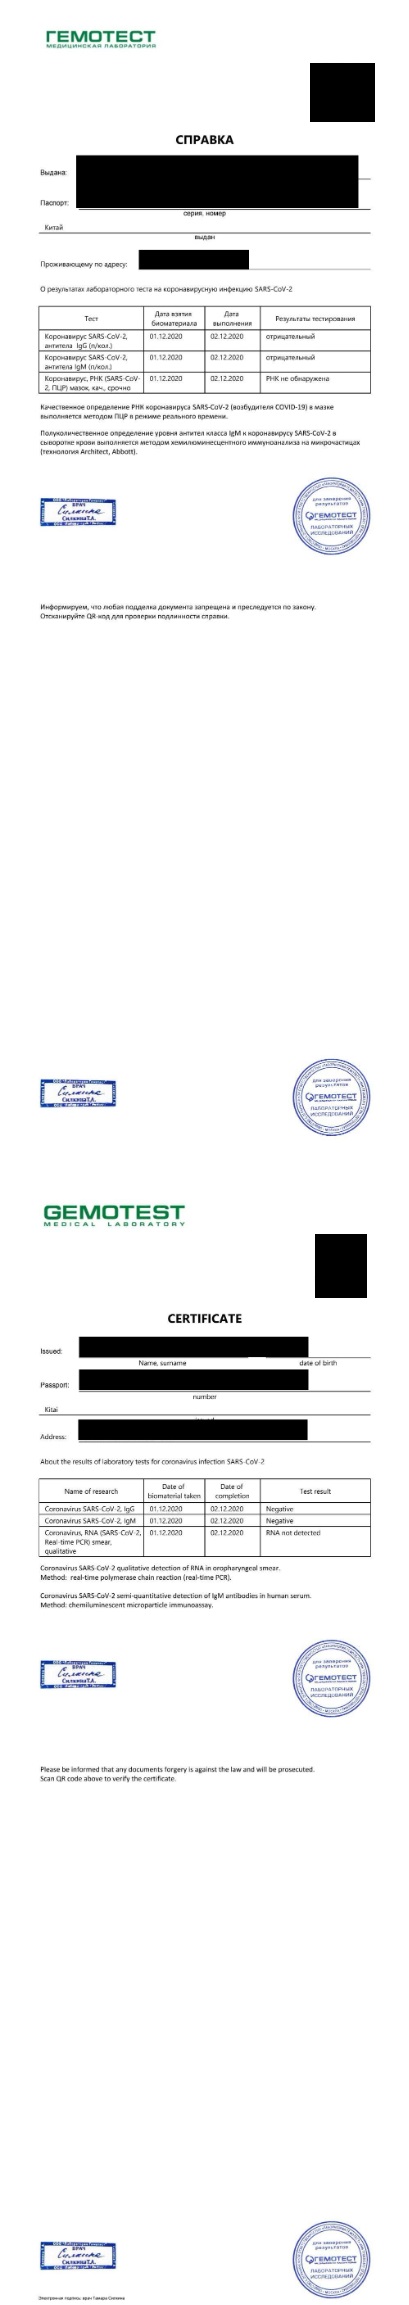 ГЕМОТЕСТ
МЕДИЦИНСКАЯ ЛАБОРАТОРИЯ
СПРАВКА
Выдана:
Паспорт:
серия, номер
Китай
выдан
Проживающему по адресу:
О результатах лабораторного теста на коронавирусную инфекцию SARS-CoV-2
Тест Дата взятия биоматериала Дата выполнения Результаты тестирования
Коронавирус SARS-CoV-2, антитела IgG (п/кол.) 01.12.2020 02.12.2020 отрицательный
Коронавирус SARS-CoV-2, антитела IgM (п/кол.) 01.12.2020 02.12.2020 отрицательный
Коронавирус, РНК (SARS-CoV-2, ПЦР) мазок, кач., срочно 01.12.2020 02.12.2020 РНК не обнаружена
Качественное определение РНК коронавируса SARS-CoV-2 (возбудителя COVID-19) в мазке
выполняется методом ПЦР в режиме реального времени.
Полуколичественное определение уровня антител класса IgM к коронавирусу SARS-CoV-2 в
сыворотке крови выполняется методом хемилюминесцентного иммуноанализа на микрочастицах
(технология Architect, Abbott).
ВРАЧ
для заверения
результатов
ГЕМОТЕСТ
ЛАБОРАТОРНЫХ
ИССЛЕДОВАНИЙ
Информируем, что любая подделка документа запрещена и преследуется по закону.
Отсканируйте QR-код для проверки подлинности справки.
ВРАЧ
для заверения
результатов
ГЕМОТЕСТ
ЛАБОРАТОРНЫХ
ИССЛЕДОВАНИЙ
GEMOTEST
MEDICAL LABORATORY
CERTIFICATE
Issued:
Name, surname date of birth
Passport:
number
Kitai
Address:
About the results of laboratory tests for coronavirus infection SARS-CoV-2
Name of research Date of biomaterial taken Date of completion Test result
Coronavirus SARS-CoV-2, IgG 01.12.2020 02.12.2020 Negative
Coronavirus SARS-CoV-2, IgM 01.12.2020 02.12.2020 Negative
Coronavirus, RNA (SARS-CoV-2, Real-time PCR) smear, qualitative 01.12.2020 02.12.2020 RNA not detected
Coronavirus SARS-CoV-2 qualitative detection of RNA in oropharyngeal smear.
Method: real-time polymerase chain reaction (real-time PCR).
Coronavirus SARS-CoV-2 semi-quantitative detection of IgM antibodies in human serum.
Method: chemiluminescent microparticle immunoassay.
ВРАЧ
для заверения
результатов
ГЕМОТЕСТ
ЛАБОРАТОРНЫХ
ИССЛЕДОВАНИЙ
Please be informed that any documents forgery is against the law and will be prosecuted.
Scan QR code above to verify the certificate.
ВРАЧ
для заверения
результатов
ГЕМОТЕСТ
ЛАБОРАТОРНЫХ
ИССЛЕДОВАНИЙ
Электронная подпись: врач